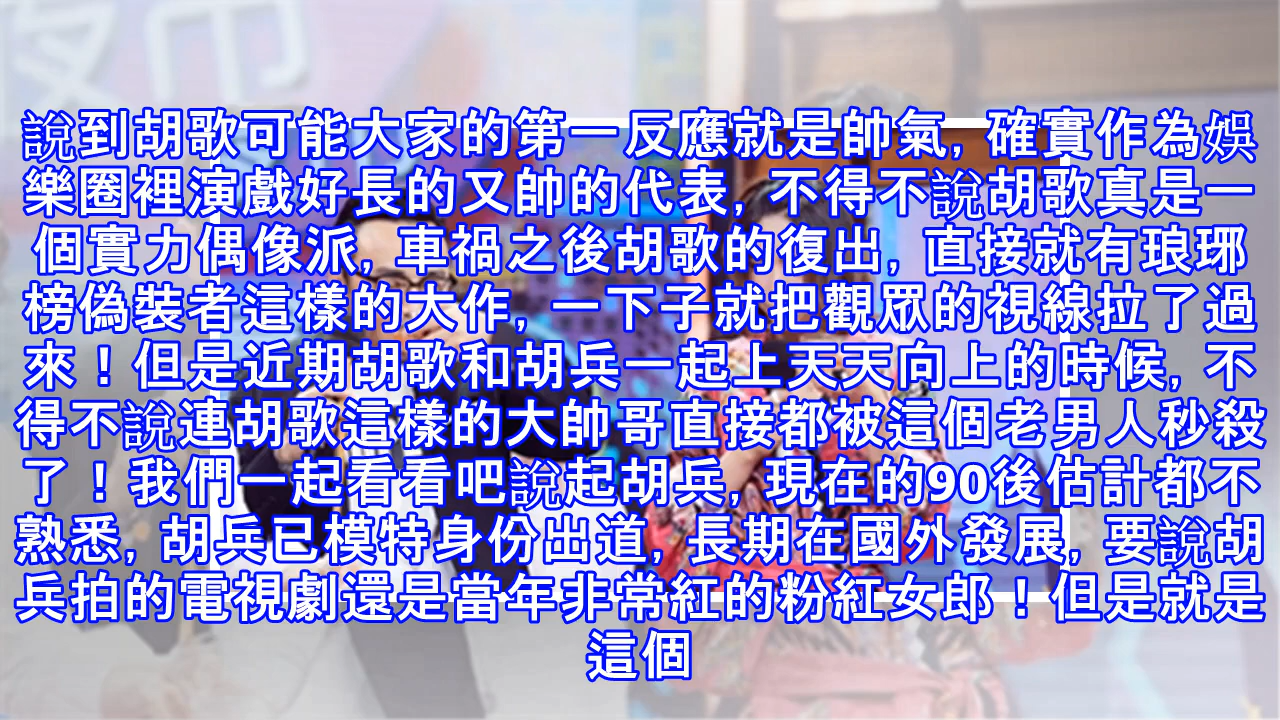 說到胡歌可能大家的第一反應就是帥氣, 確實作為娛
樂圈裡演戲好長的又帥的代表, 不得不說胡歌真是一
個實力偶像派, 車禍之後胡歌的復出, 直接就有琅琊
榜偽裝者這樣的大作, 一下子就把觀眾的視線拉了過
來！但是近期胡歌和胡兵一起上天天向上的時候, 不
得不說連胡歌這樣的大帥哥直接都被這個老男人秒殺
了！我們一起看看吧說起胡兵, 現在的90後估計都不
熟悉, 胡兵已模特身份出道, 長期在國外發展, 要說胡
兵拍的電視劇還是當年非常紅的粉紅女郎！但是就是
這個